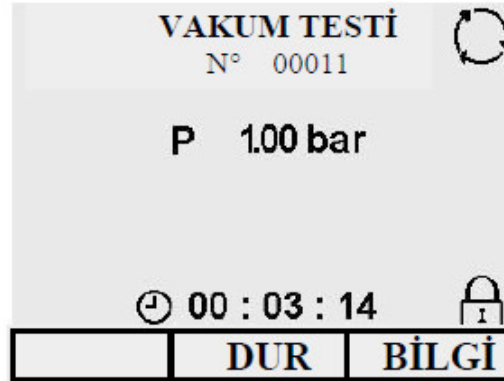 VAKUM TESTİ
N° 00011
P 1.00 bar
00 : 03 : 14
I
DUR BİLGİ